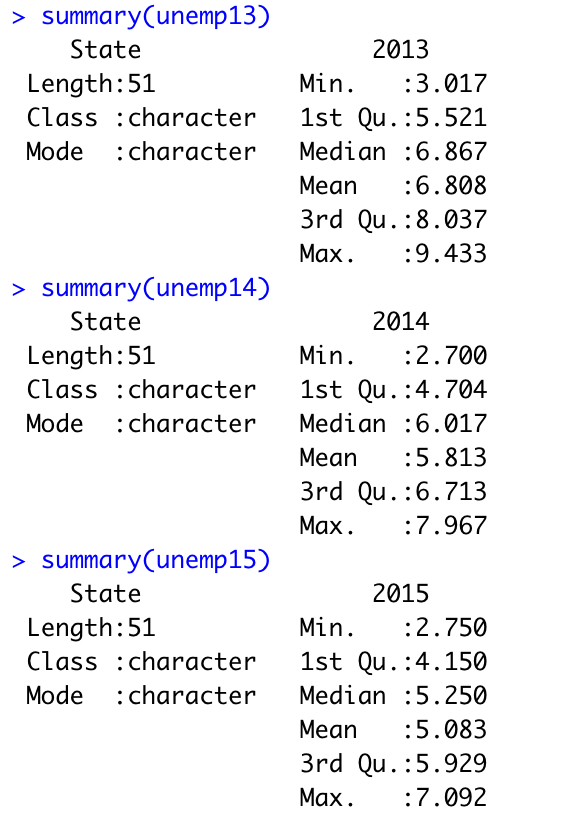 > summary(unemp13)
    State                2013
 Length:51          Min.   :3.017
 Class :character   1st Qu.:5.521
 Mode  :character   Median :6.867
                    Mean   :6.808
                    3rd Qu.:8.037
                    Max.   :9.433
> summary(unemp14)
    State                2014
 Length:51          Min.   :2.700
 Class :character   1st Qu.:4.704
 Mode  :character   Median :6.017
                    Mean   :5.813
                    3rd Qu.:6.713
                    Max.   :7.967
> summary(unemp15)
    State                2015
 Length:51          Min.   :2.750
 Class :character   1st Qu.:4.150
 Mode  :character   Median :5.250
                    Mean   :5.083
                    3rd Qu.:5.929
                    Max.   :7.092